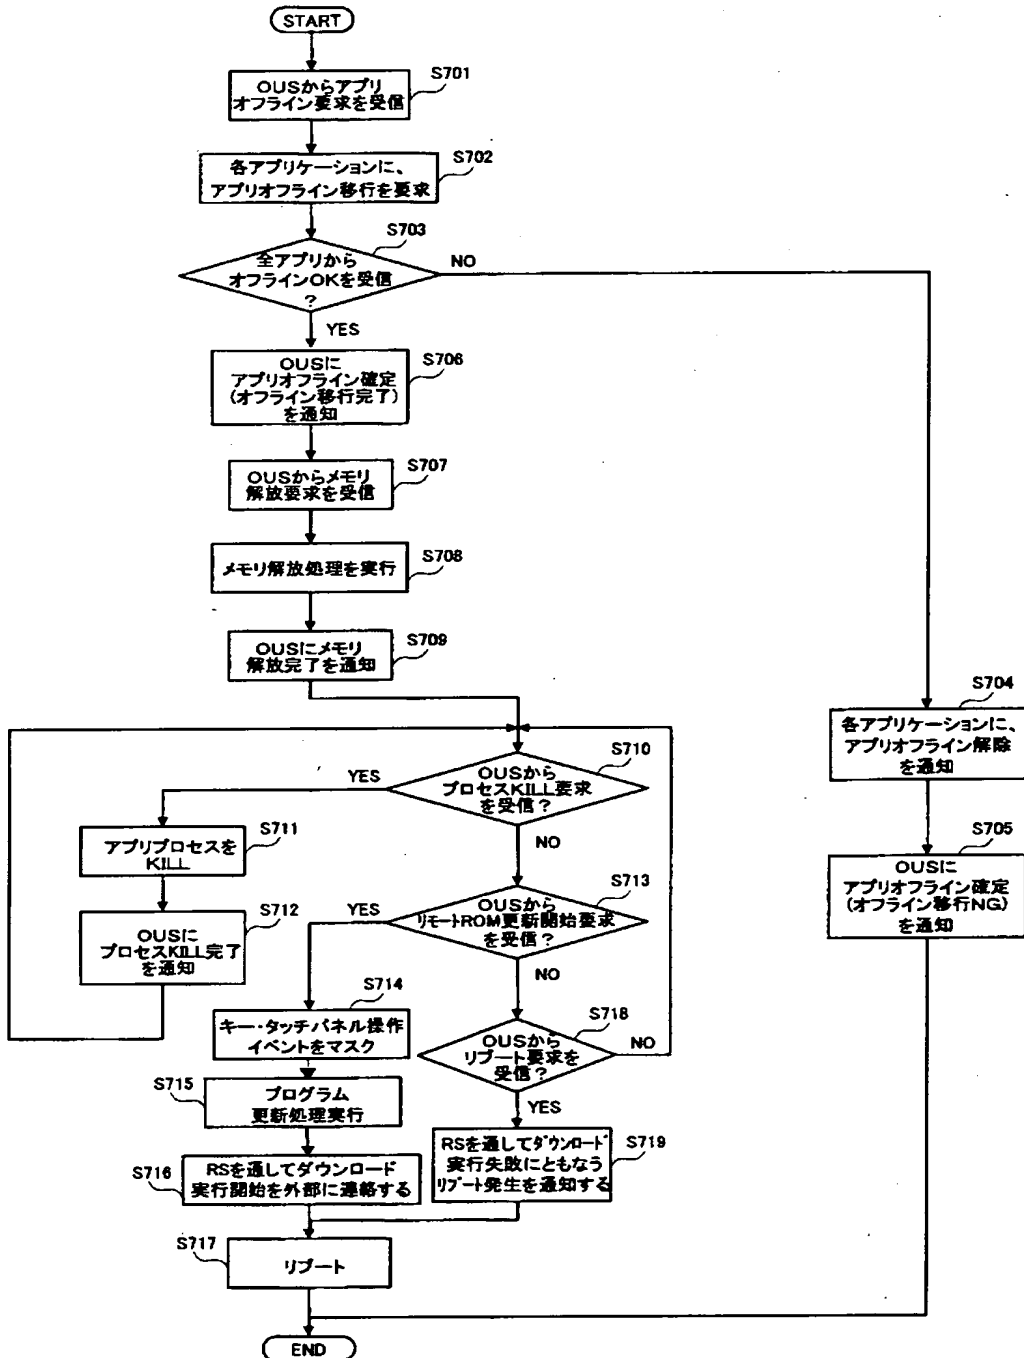 START
S701
OUSからアプリ
オフライン要求を受信
S702
各アプリケーションに、
アプリオフライン移行を要求
S703
全アプリから
オフラインOKを受信
?
NO
YES
S706
OUSに
アプリオフライン確定
(オフライン移行完了)
を通知
S707
OUSからメモリ
解放要求を受信
S708
メモリ解放処理を実行
S709
OUSにメモリ
解放完了を通知
S704
各アプリケーションに、
アプリオフライン解除
を通知
S705
OUSに
アプリオフライン確定
(オフライン移行NG)
を通知
S710
OUSから
プロセスKILL要求
を受信?
YES
NO
S711
アプリプロセスを
KILL
S712
OUSに
プロセスKILL完了
を通知
S713
OUSから
リモートROM更新開始要求
を受信?
YES
NO
S714
キー・タッチパネル操作
イベントをマスク
S715
プログラム
更新処理実行
S716
RSを通してダウンロード
実行開始を外部に連絡する
S718
OUSから
リブート要求を
受信?
NO
YES
S719
RSを通してダウンロード
実行失敗にともなう
リブート発生を通知する
S717
リブート
END